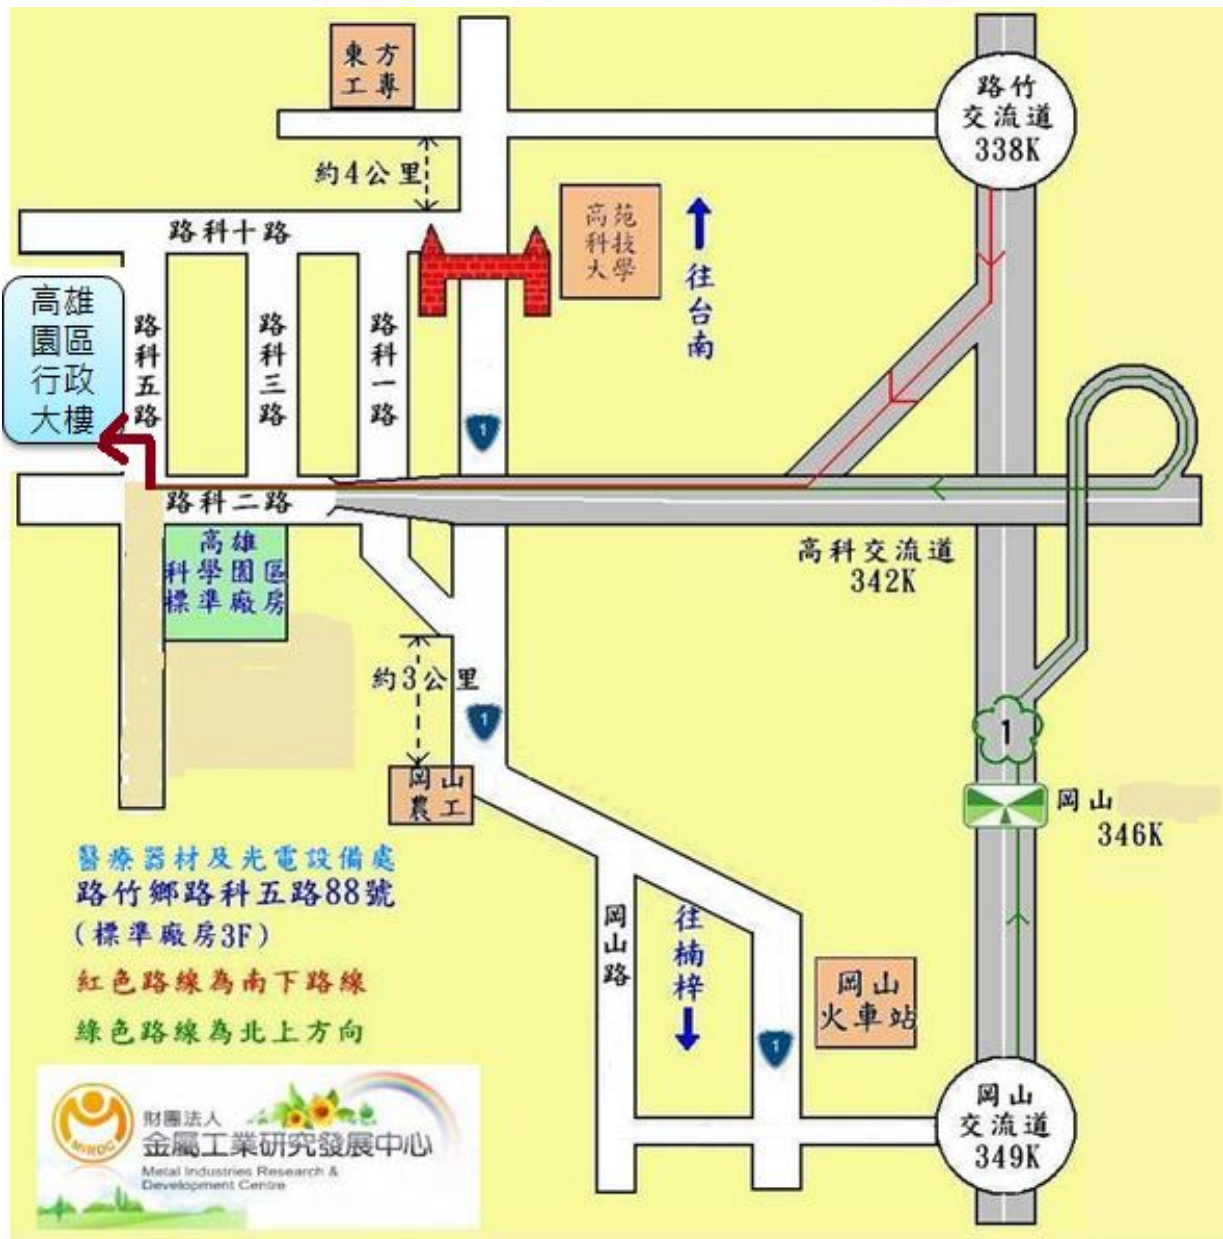 東方
工專
路竹
交流道
338K
約4公里
路科十路
高苑
科技
大學
往台南
高雄
園區
行政
大樓
路科五路
路科三路
路科一路
1
路科二路
高雄
科學園區
標準廠房
高科交流道
342K
約3公里
1
1
岡山
農工
岡山
346K
醫療器材及光電設備處
路竹鄉路科五路88號
(標準廠房3F)
紅色路線為南下路線
綠色路線為北上方向
岡山路
往楠梓
岡山
火車站
1
岡山
交流道
349K
MIRDC
財團法人
金屬工業研究發展中心
Metal Industries Research &
Development Centre